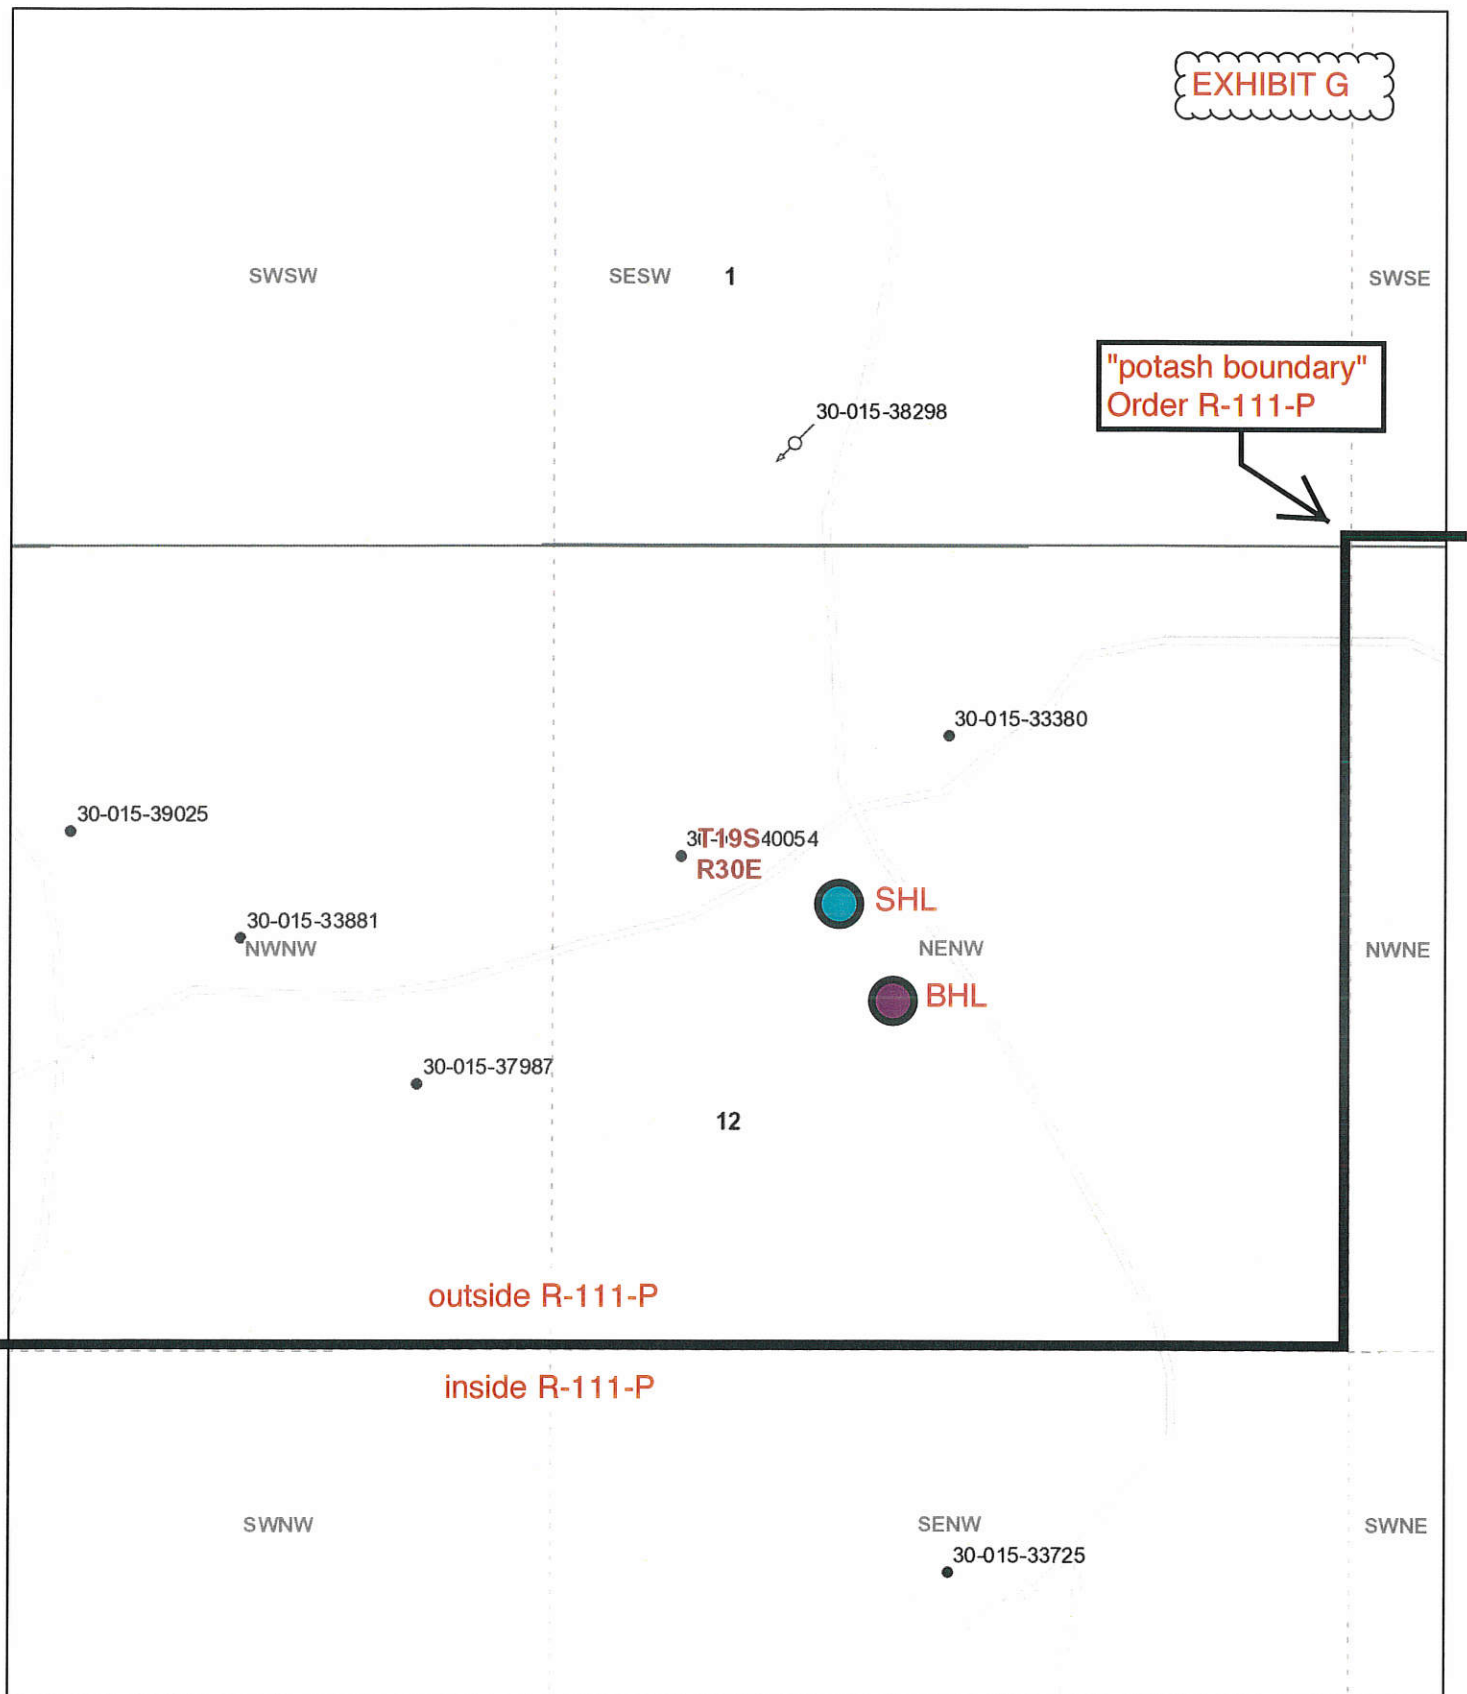 EXHIBIT G
SWSW
SESW
1
SWSE
"potash boundary"
Order R-111-P
30-015-38298
30-015-33380
30-015-39025
40054
T19S
R30E
SHL
30-015-33881
NWNW
NENW
NWNE
BHL
30-015-37987
12
outside R-111-P
inside R-111-P
SWNW
SENW
SWNE
30-015-33725